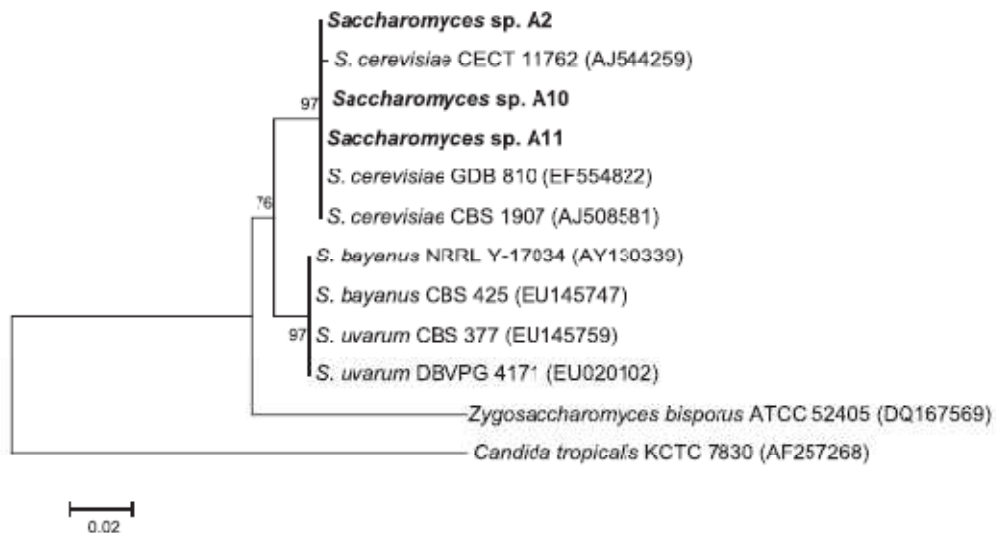 Saccharomyces sp. A2
S. cerevisiae CECT 11762 (AJ544259)
97
Saccharomyces sp. A10
Saccharomyces sp. A11
S. cerevisiae GDB 810 (EF554822)
76
S. cerevisiae CBS 1907 (AJ508581)
S. bayanus NRRL Y-17034 (AY130339)
S. bayanus CBS 425 (EU145747)
97
S. uvarum CBS 377 (EU145759)
S. uvarum DBVPG 4171 (EU020102)
Zygosaccharomyces bisporus ATCC 52405 (DQ167569)
Candida tropicalis KCTC 7830 (AF257268)
0.02